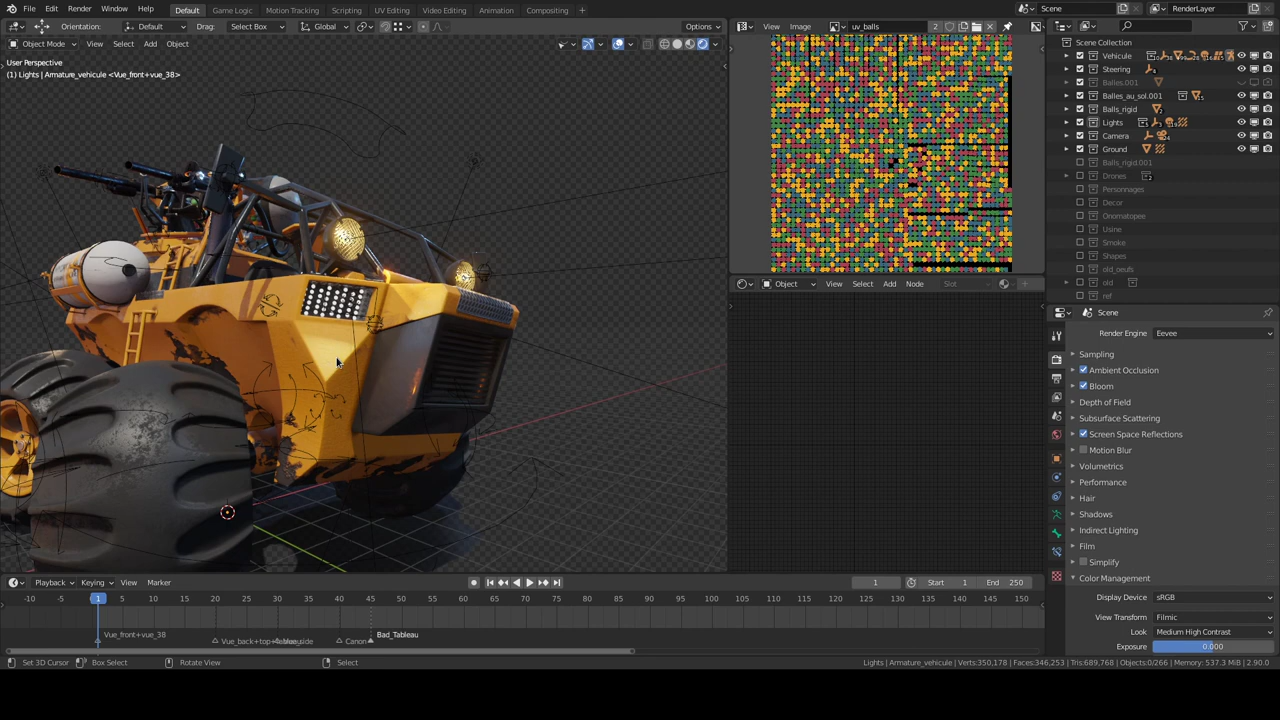 File Edit Render Window Help Default Game Logic Scripting UV Editing Video Editing Animation Compositing + Scene RenderLayer
Orientation: Default Drag: Select Box Global Options
View Image uv_balls 2
Object Mode View Select Add Object
User Perspective
(1) Lights | Armature_vehicule <Vue_front+vue_38>
Scene Collection
Vehicule
Steering
Balles.001
Balles_au_sol.001
Balls_rigid
Lights
Camera
Ground
Balls_rigid.001
Drones
Personnages
Decor
Onomatopee
Usine
Smoke
Shapes
old_oeufs
old
ref
Object View Select Add Node Slot
Scene
Render Engine Eevee
Sampling
Ambient Occlusion
Bloom
Depth of Field
Subsurface Scattering
Screen Space Reflections
Motion Blur
Volumetrics
Performance
Hair
Shadows
Indirect Lighting
Film
Simplify
Color Management
Display Device sRGB
View Transform Filmic
Look Medium High Contrast
Exposure 0.000
Playback Keying View Marker 1 Start 1 End 250
-10 -5 1 5 10 15 20 25 30 35 40 45 50 55 60 65 70 75 80 85 90 95 100 105 110 115 120 125 130 135 140 145 150
Vue_front+vue_38 Bad_Tableau
Canon
Set 3D Cursor Box Select Rotate View Select Lights | Armature_vehicule | Verts:350,178 | Faces:346,253 | Tris:689,768 | Objects:0/266 | Memory: 537.3 MiB | 2.90.0